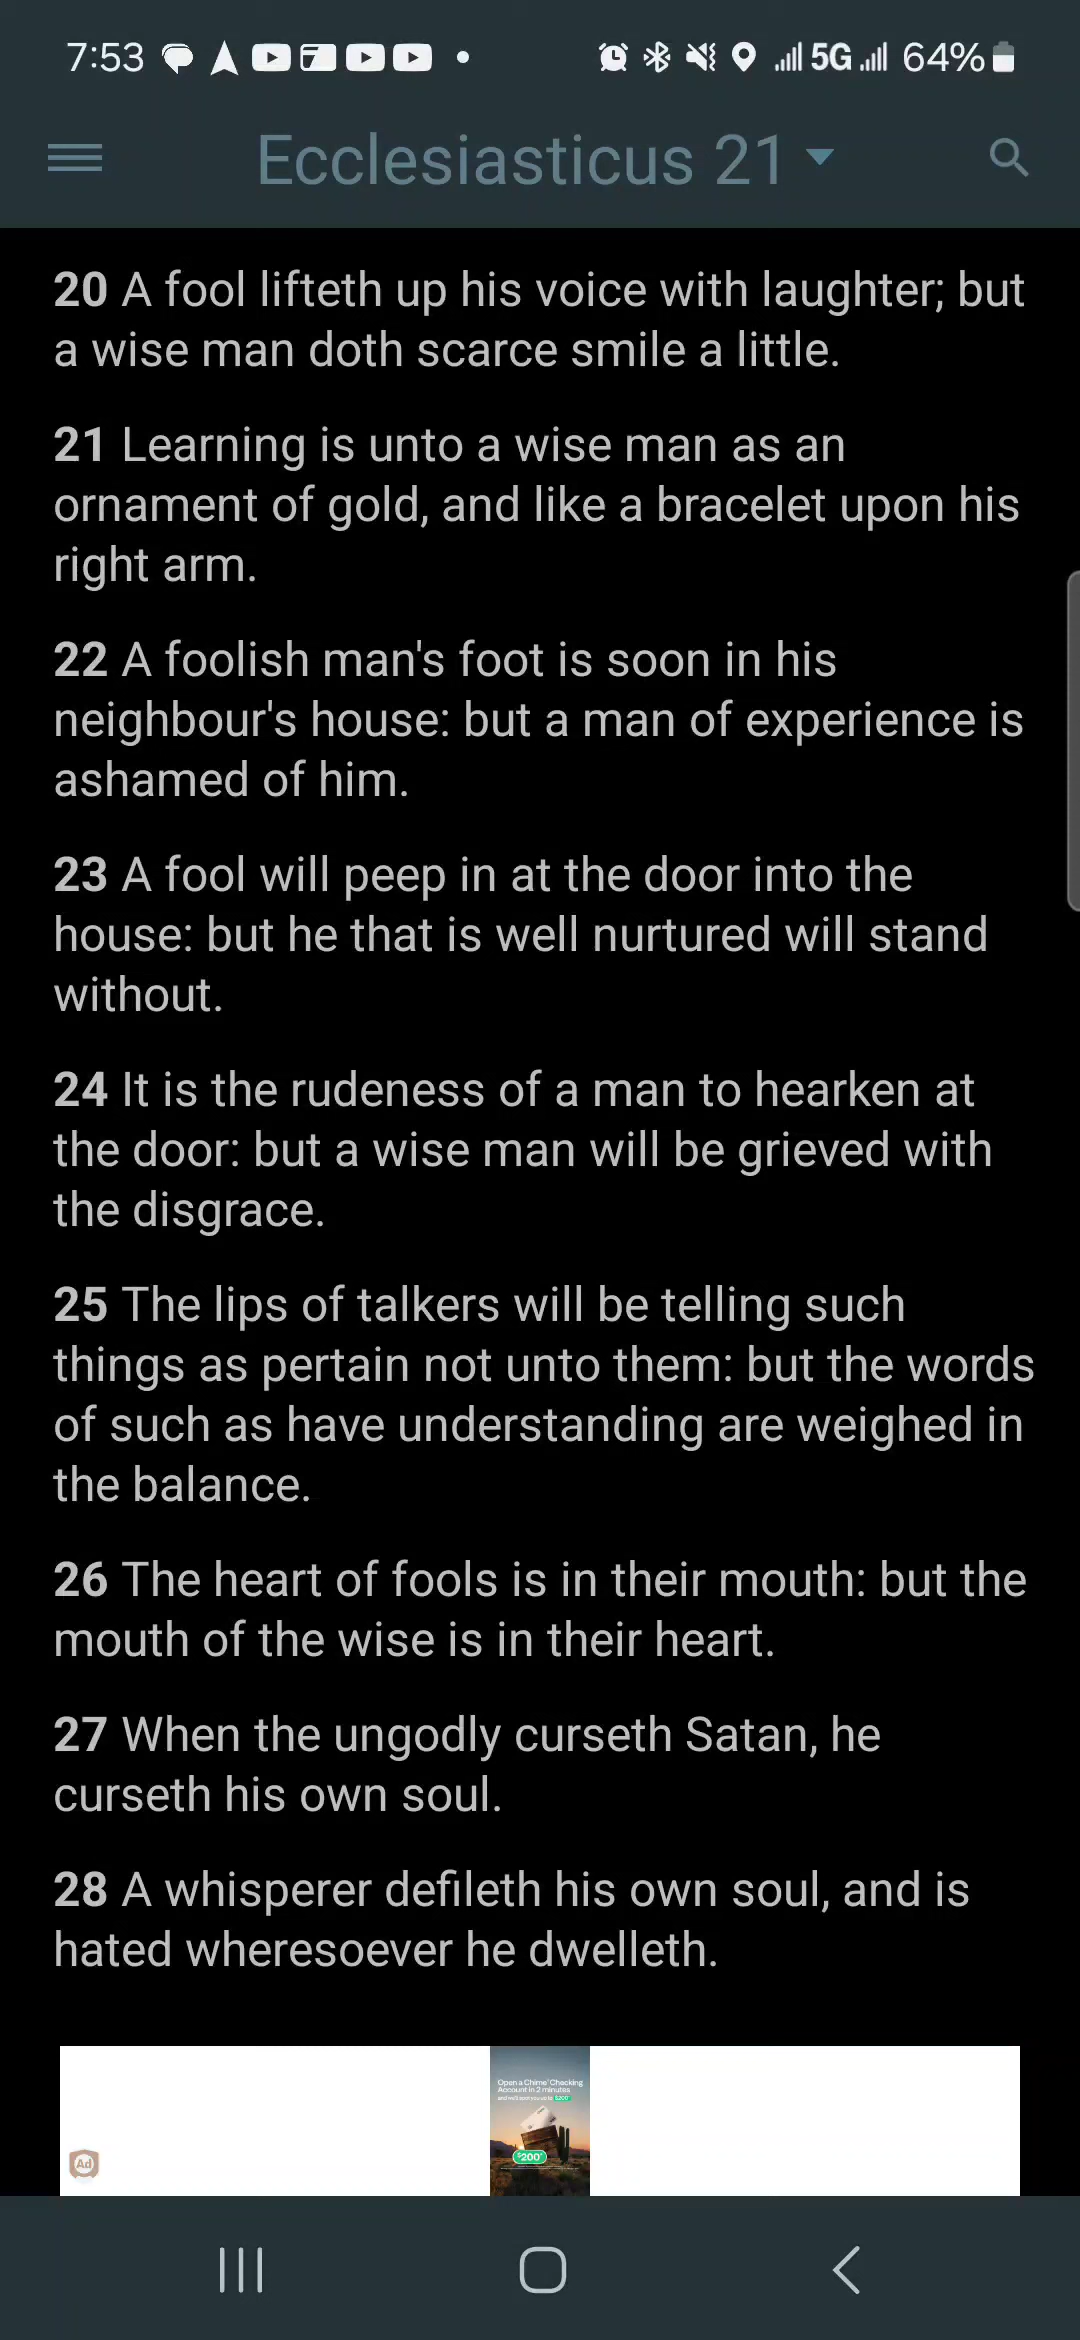 7:53
5G
64%
Ecclesiasticus 21
20 A fool lifteth up his voice with laughter; but
a wise man doth scarce smile a little.
21 Learning is unto a wise man as an
ornament of gold, and like a bracelet upon his
right arm.
22 A foolish man's foot is soon in his
neighbour's house: but a man of experience is
ashamed of him.
23 A fool will peep in at the door into the
house: but he that is well nurtured will stand
without.
24 It is the rudeness of a man to hearken at
the door: but a wise man will be grieved with
the disgrace.
25 The lips of talkers will be telling such
things as pertain not unto them: but the words
of such as have understanding are weighed in
the balance.
26 The heart of fools is in their mouth: but the
mouth of the wise is in their heart.
27 When the ungodly curseth Satan, he
curseth his own soul.
28 A whisperer defileth his own soul, and is
hated wheresoever he dwelleth.
Open a Chime® Checking
Account in 2 minutes
$200*
Ad